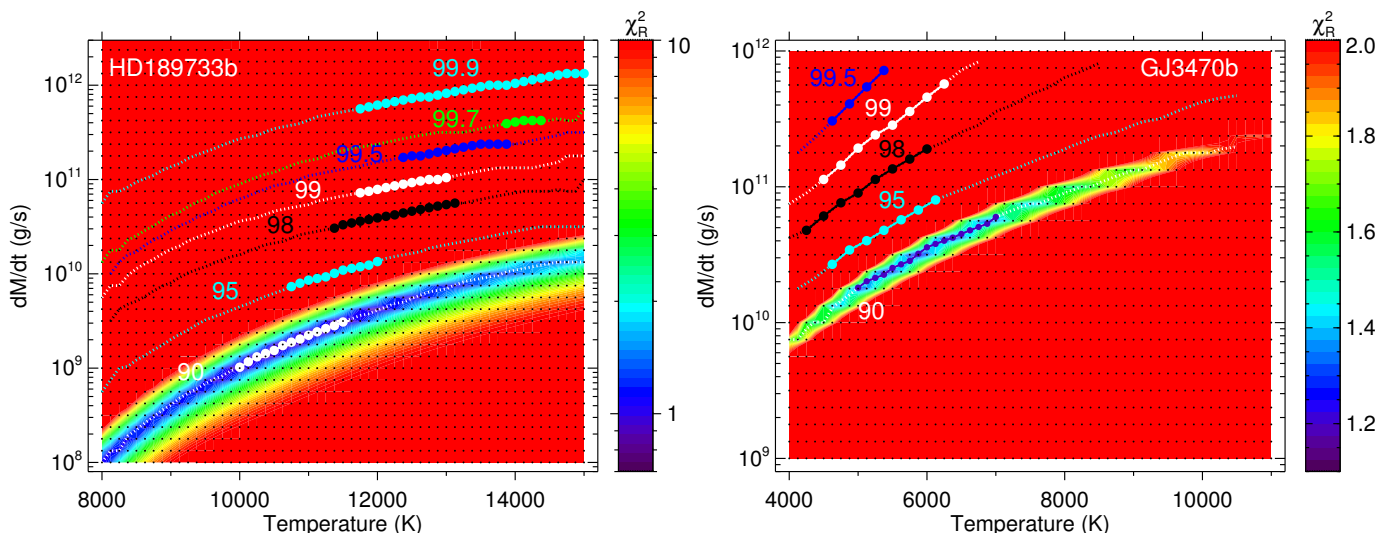 χ²_R
χ²_R
HD189733b
99.9
99.7
99.5
99
98
95
90
10¹²
10¹¹
10¹⁰
10⁹
10⁸
dM/dt (g/s)
8000 10000 12000 14000
Temperature (K)
10
1
GJ3470b
99.5
99
98
95
90
10¹²
10¹¹
10¹⁰
10⁹
dM/dt (g/s)
4000 6000 8000 10000
Temperature (K)
2.0
1.8
1.6
1.4
1.2